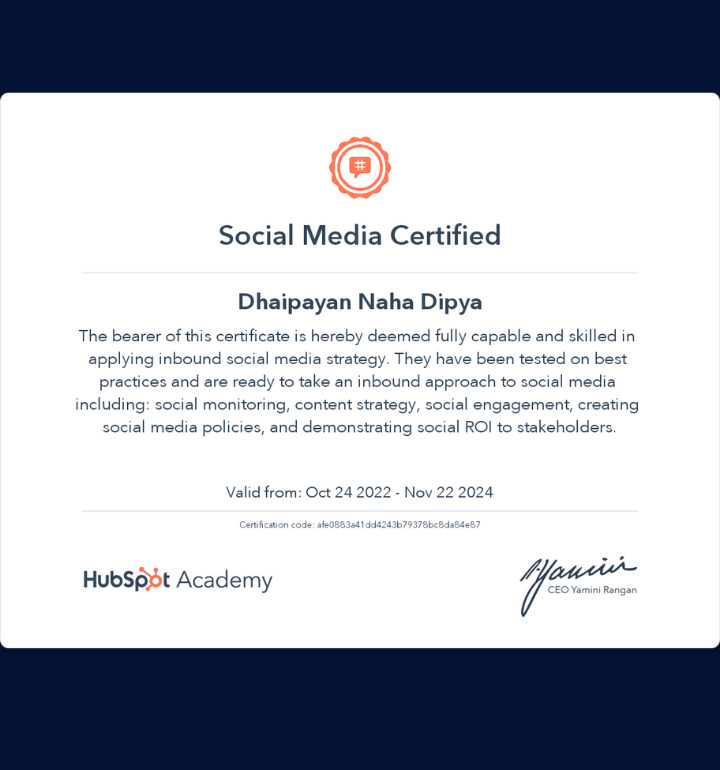 #
Social Media Certified
Dhaipayan Naha Dipya
The bearer of this certificate is hereby deemed fully capable and skilled in
applying inbound social media strategy. They have been tested on best
practices and are ready to take an inbound approach to social media
including: social monitoring, content strategy, social engagement, creating
social media policies, and demonstrating social ROI to stakeholders.
Valid from: Oct 24 2022 - Nov 22 2024
Certification code: afe0883a41dd4243b79378bc8da84e87
HubSpot Academy
Yamini
CEO Yamini Rangan